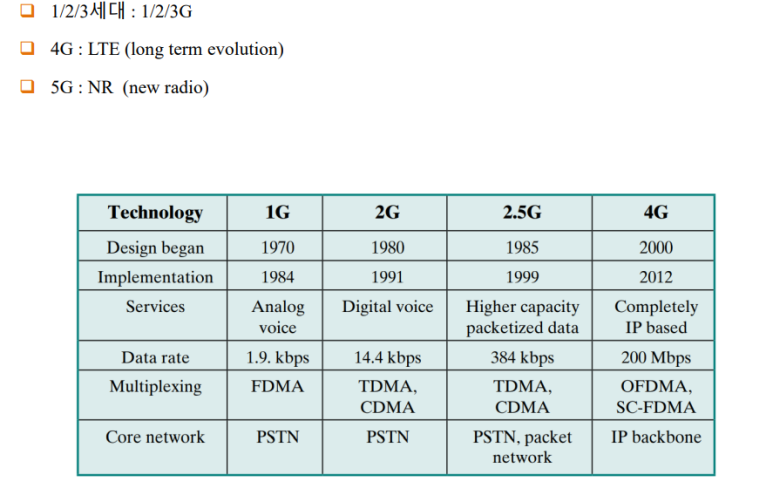 1/2/3세대 : 1/2/3G
4G : LTE (long term evolution)
5G : NR (new radio)
Technology 1G 2G 2.5G 4G
Design began 1970 1980 1985 2000
Implementation 1984 1991 1999 2012
Services Analog voice Digital voice Higher capacity packetized data Completely IP based
Data rate 1.9. kbps 14.4 kbps 384 kbps 200 Mbps
Multiplexing FDMA TDMA, CDMA TDMA, CDMA OFDMA, SC-FDMA
Core network PSTN PSTN PSTN, packet network IP backbone